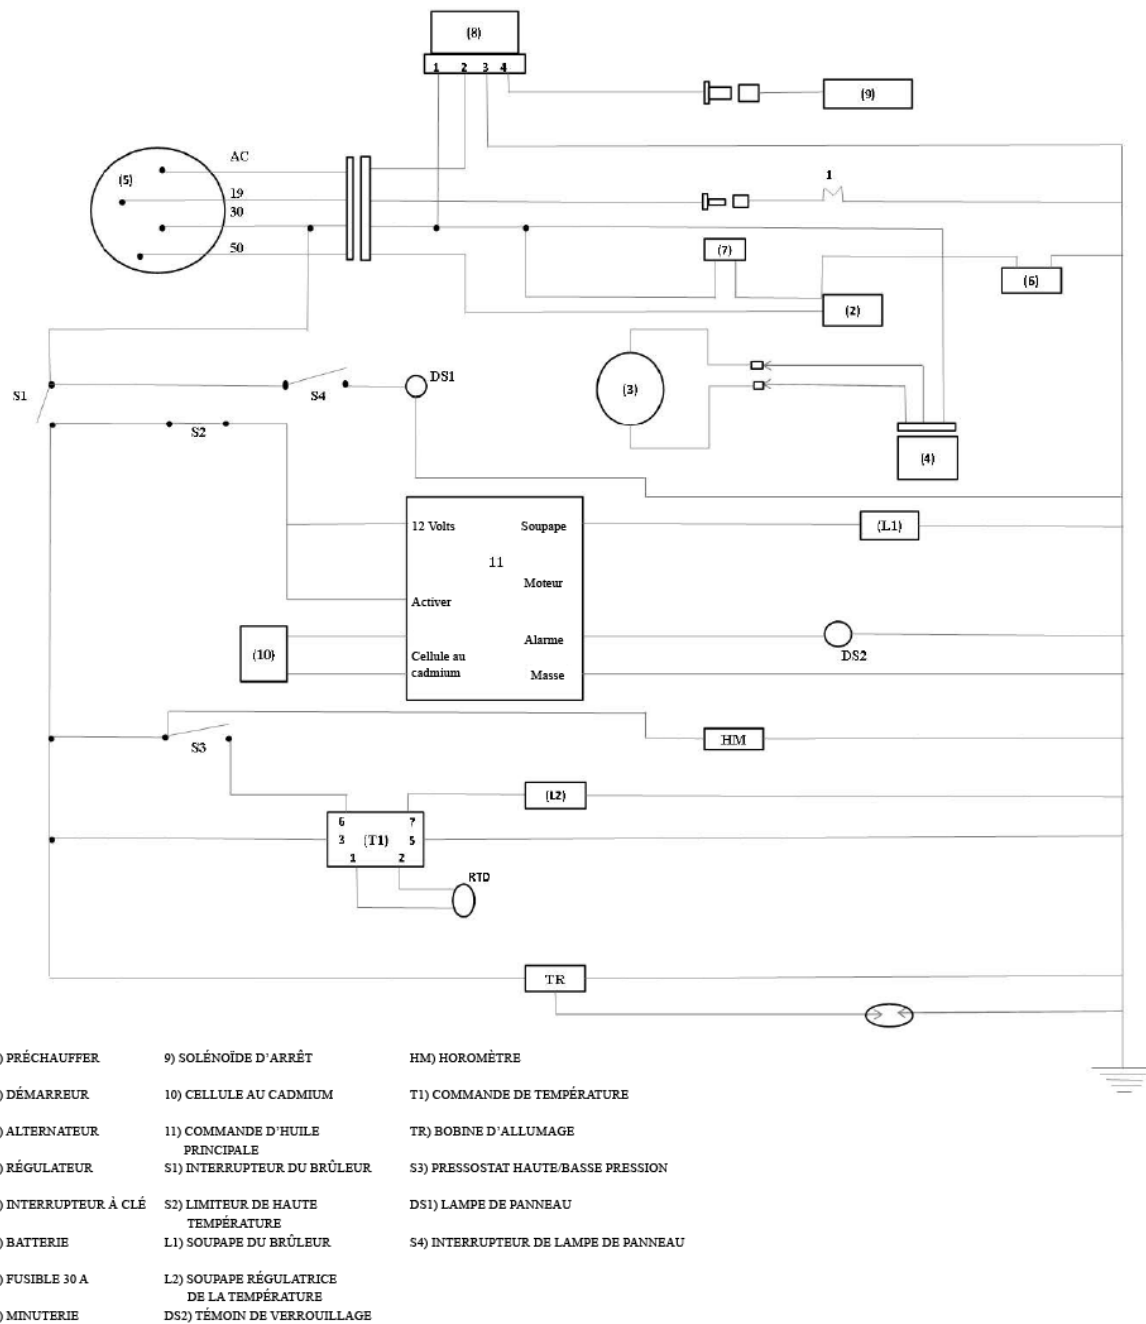 (8)
1 2 3 4
(9)
AC
(5)
19
30
50
1
(7)
(6)
(2)
DS1
S1
S4
(3)
S2
(4)
12 Volts
Soupape
(L1)
11
Moteur
Activer
Alarme
(10)
Cellule au
cadmium
DS2
Masse
S3
HM
(L2)
6 7
3 (T1) 5
1 2
RTD
TR
) PRÉCHAUFFER
9) SOLÉNOÏDE D’ARRÊT
HM) HOROMÈTRE
) DÉMARREUR
10) CELLULE AU CADMIUM
T1) COMMANDE DE TEMPÉRATURE
) ALTERNATEUR
11) COMMANDE D’HUILE
PRINCIPALE
TR) BOBINE D’ALLUMAGE
) RÉGULATEUR
S1) INTERRUPTEUR DU BRÛLEUR
S3) PRESSOSTAT HAUTE/BASSE PRESSION
) INTERRUPTEUR À CLÉ
S2) LIMITEUR DE HAUTE
TEMPÉRATURE
DS1) LAMPE DE PANNEAU
) BATTERIE
L1) SOUPAPE DU BRÛLEUR
S4) INTERRUPTEUR DE LAMPE DE PANNEAU
) FUSIBLE 30 A
L2) SOUPAPE RÉGULATRICE
DE LA TEMPÉRATURE
) MINUTERIE
DS2) TÉMOIN DE VERROUILLAGE